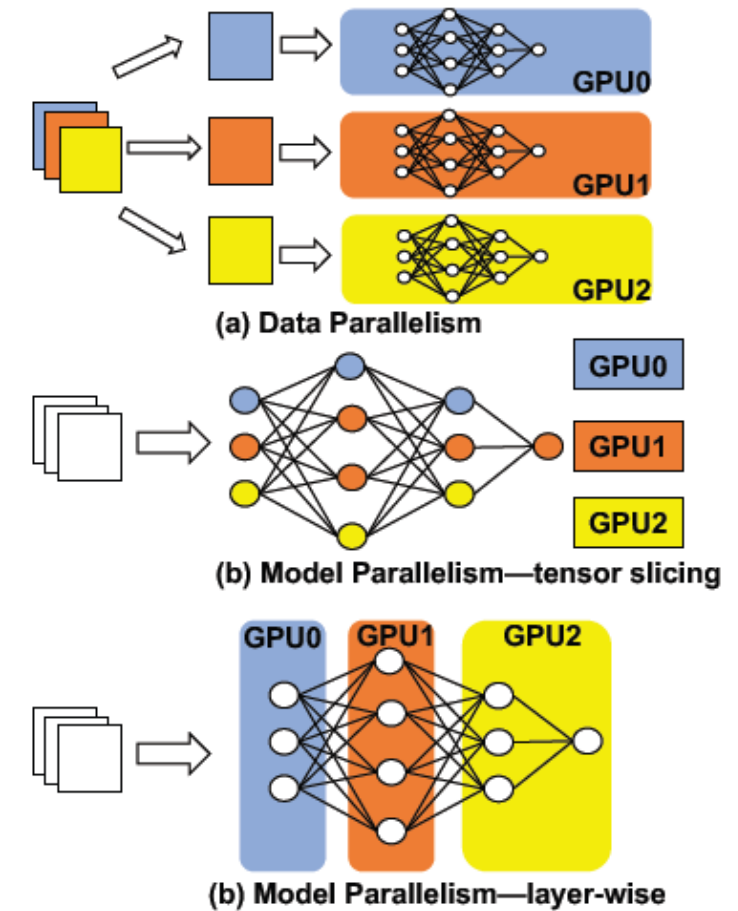 GPU0
GPU1
GPU2
(a) Data Parallelism
GPU0
GPU1
GPU2
(b) Model Parallelism—tensor slicing
GPU0 GPU1 GPU2
(b) Model Parallelism—layer-wise